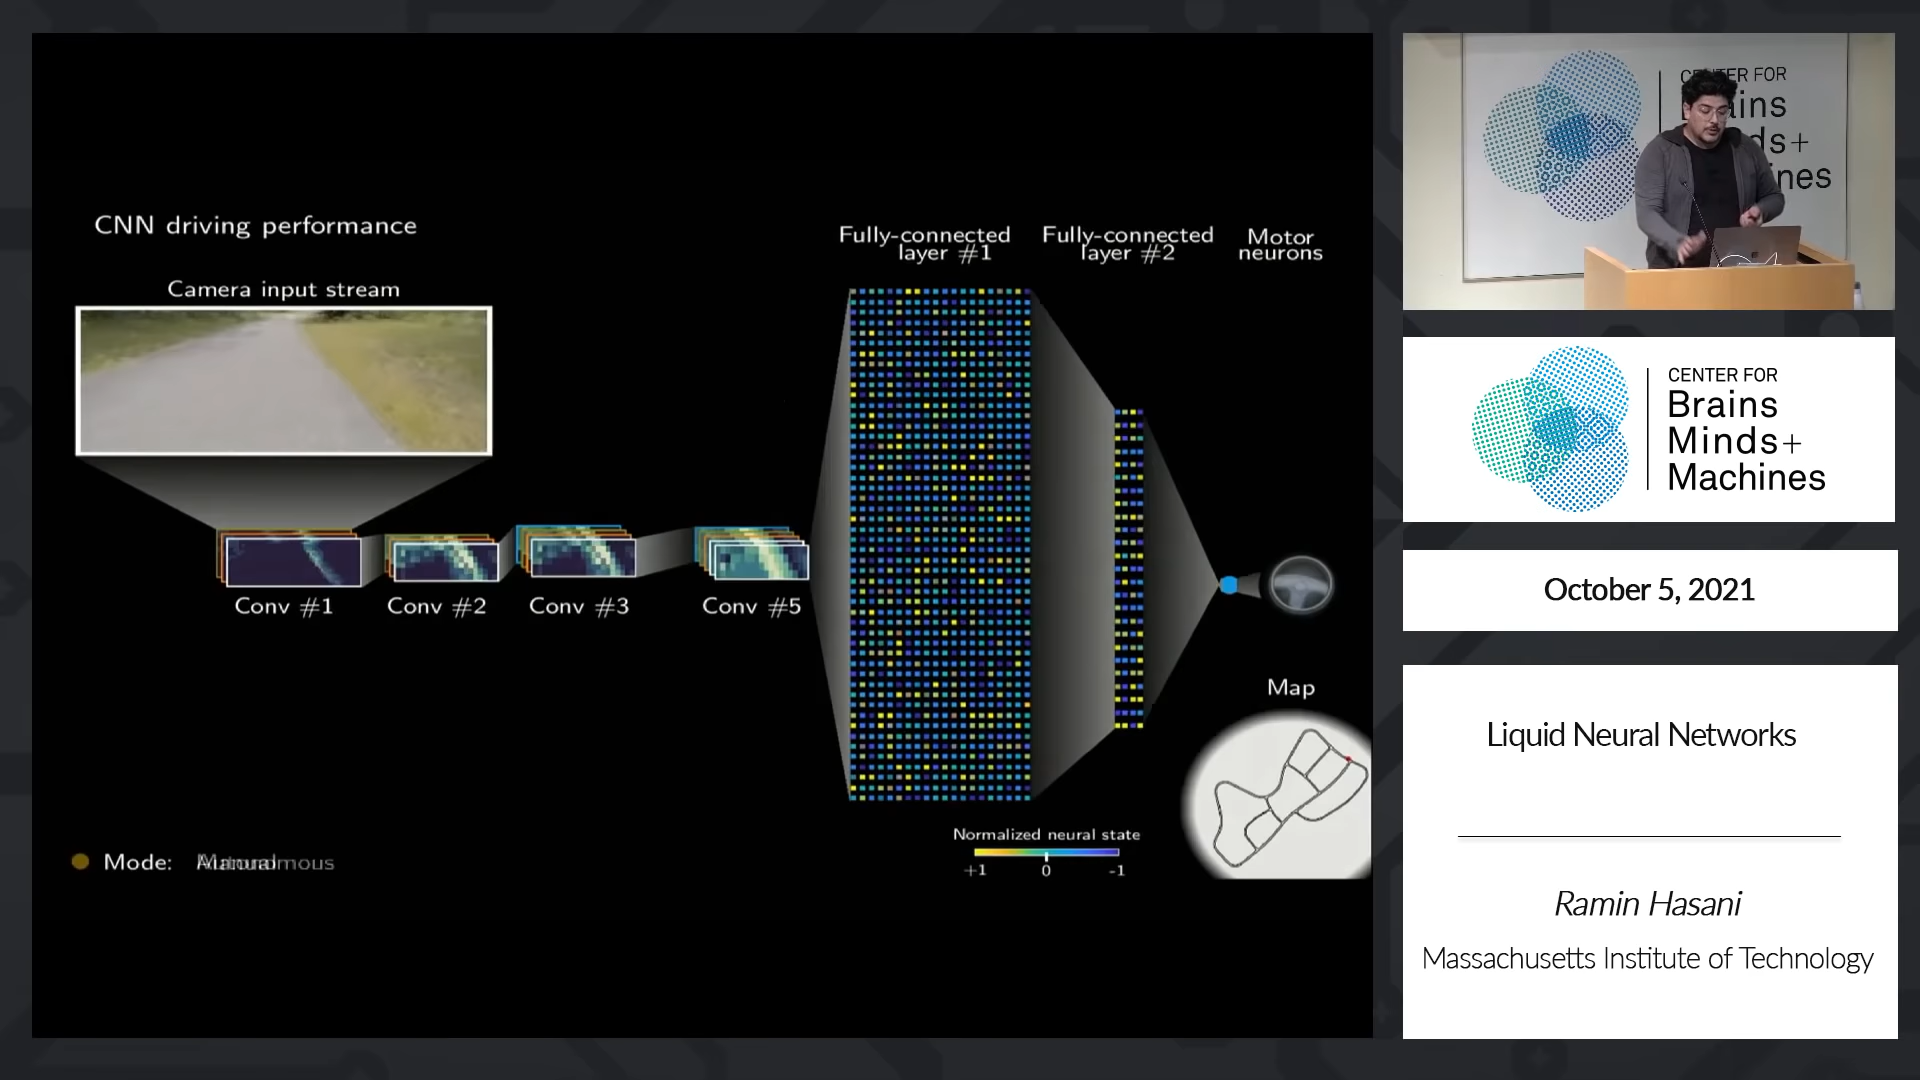 CNN driving performance
Camera input stream
Conv #1
Conv #2
Conv #3
Conv #5
Fully-connected
layer #1
Fully-connected
layer #2
Motor
neurons
Map
Normalized neural state
+1
0
-1
Mode:
CENTER FOR
Brains
Minds+
Machines
October 5, 2021
Liquid Neural Networks
Ramin Hasani
Massachusetts Institute of Technology